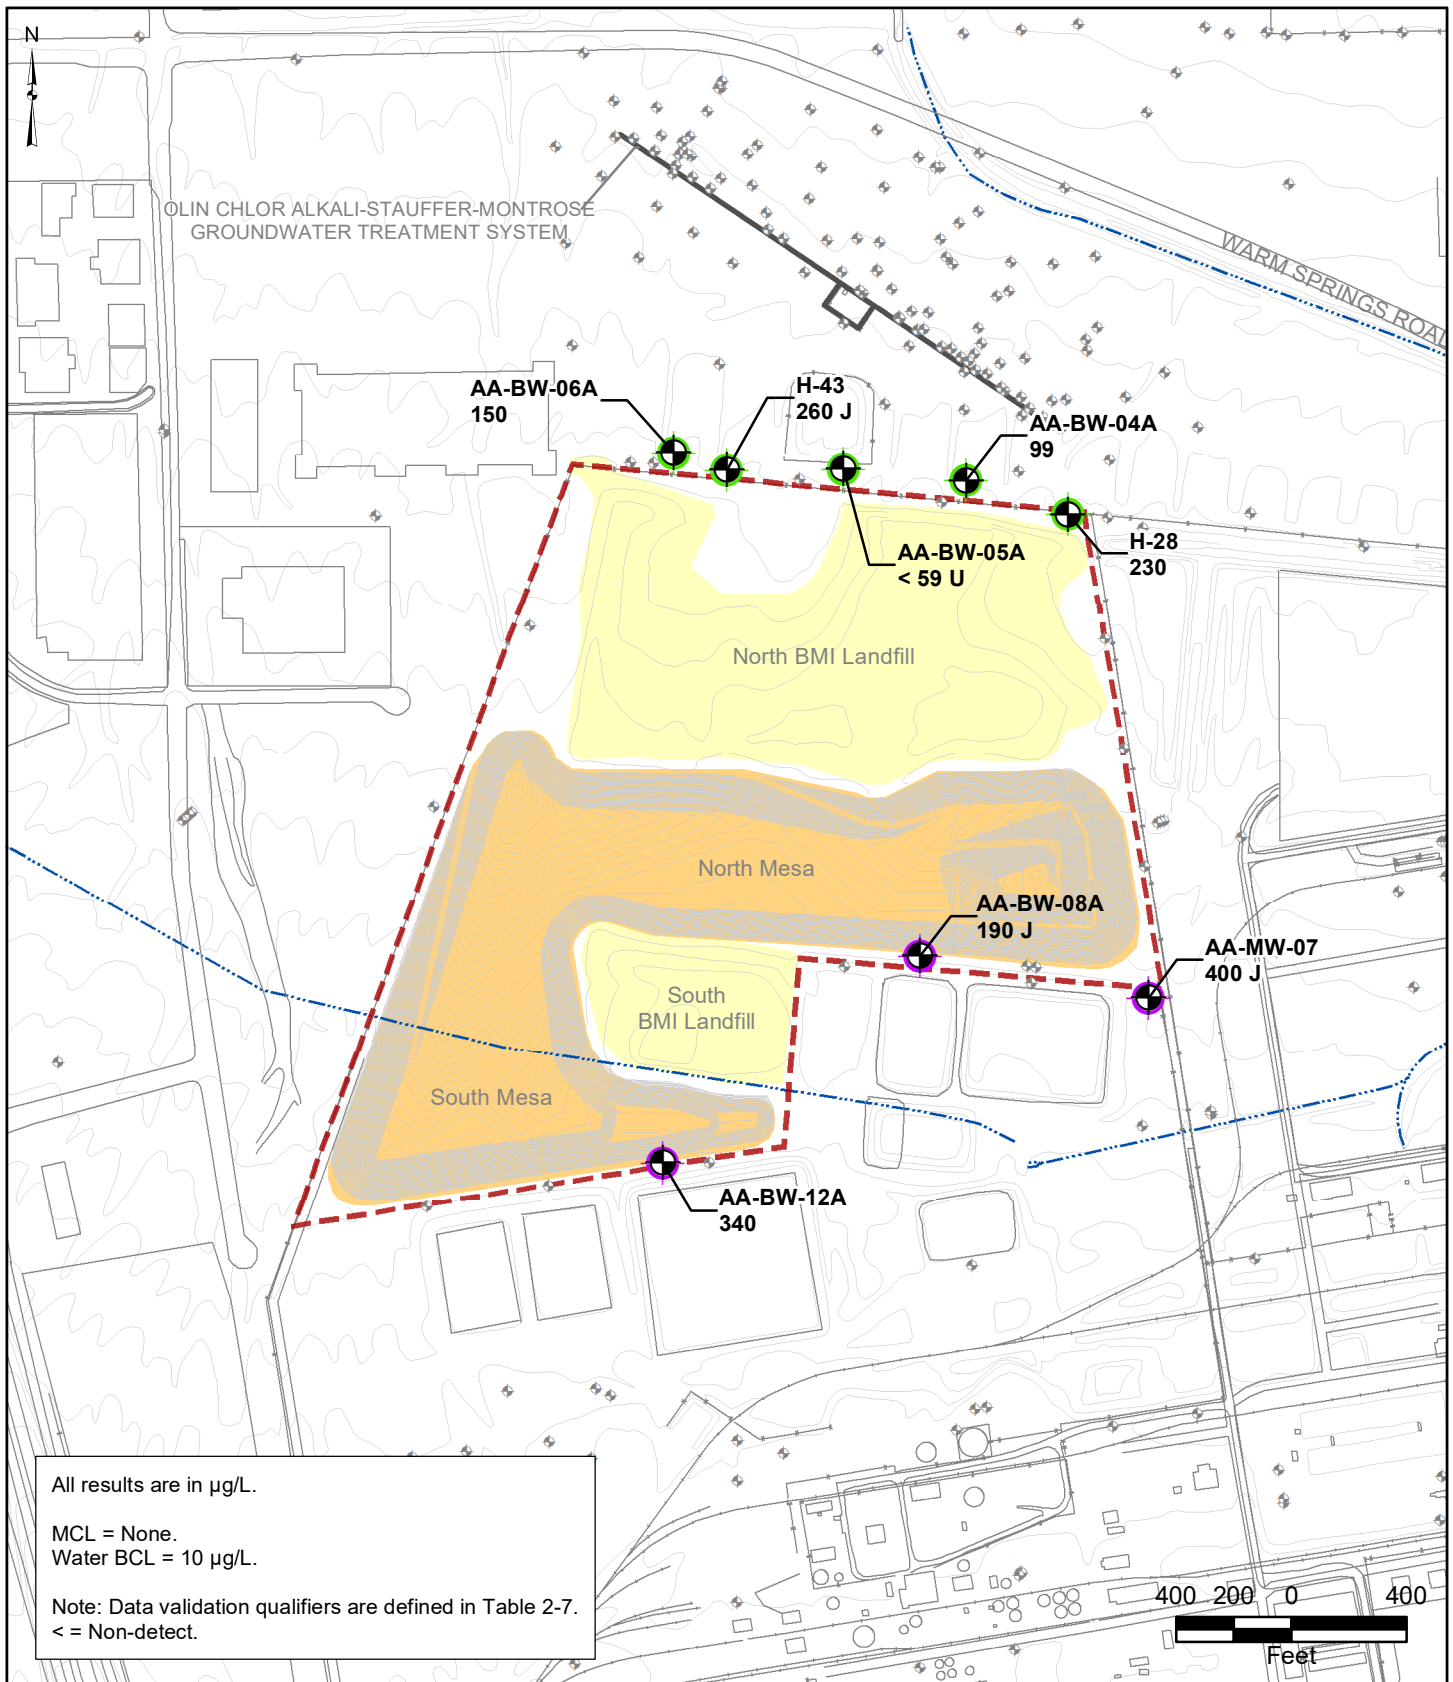 N
OLIN CHLOR ALKALI-STAUFFER-MONTROSE
GROUNDWATER TREATMENT SYSTEM
WARM SPRINGS ROAD
AA-BW-06A
150
H-43
260 J
AA-BW-04A
99
AA-BW-05A
< 59 U
H-28
230
North BMI Landfill
North Mesa
AA-BW-08A
190 J
AA-MW-07
400 J
South
BMI Landfill
South Mesa
AA-BW-12A
340
All results are in µg/L.
MCL = None.
Water BCL = 10 µg/L.
Note: Data validation qualifiers are defined in Table 2-7.
< = Non-detect.
400 200 0 400
Feet